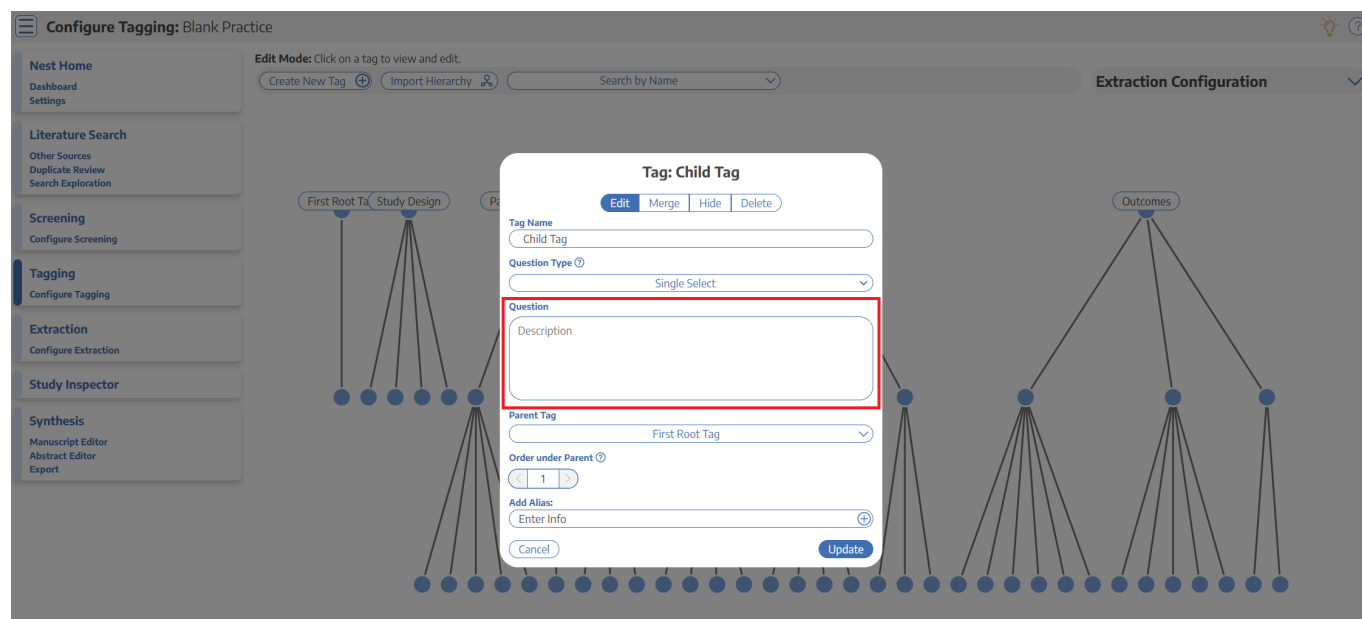 Configure Tagging: Blank Practice
Nest Home
Dashboard
Settings
Literature Search
Other Sources
Duplicate Review
Search Exploration
Screening
Configure Screening
Tagging
Configure Tagging
Extraction
Configure Extraction
Study Inspector
Synthesis
Manuscript Editor
Abstract Editor
Export
Edit Mode: Click on a tag to view and edit.
Create New Tag
Import Hierarchy
Search by Name
Extraction Configuration
First Root Ta
Study Design
Pa
Outcomes
Tag: Child Tag
Edit Merge Hide Delete
Tag Name
Child Tag
Question Type ?
Single Select
Question
Description
Parent Tag
First Root Tag
Order under Parent ?
< 1 >
Add Alias:
Enter Info
Cancel
Update